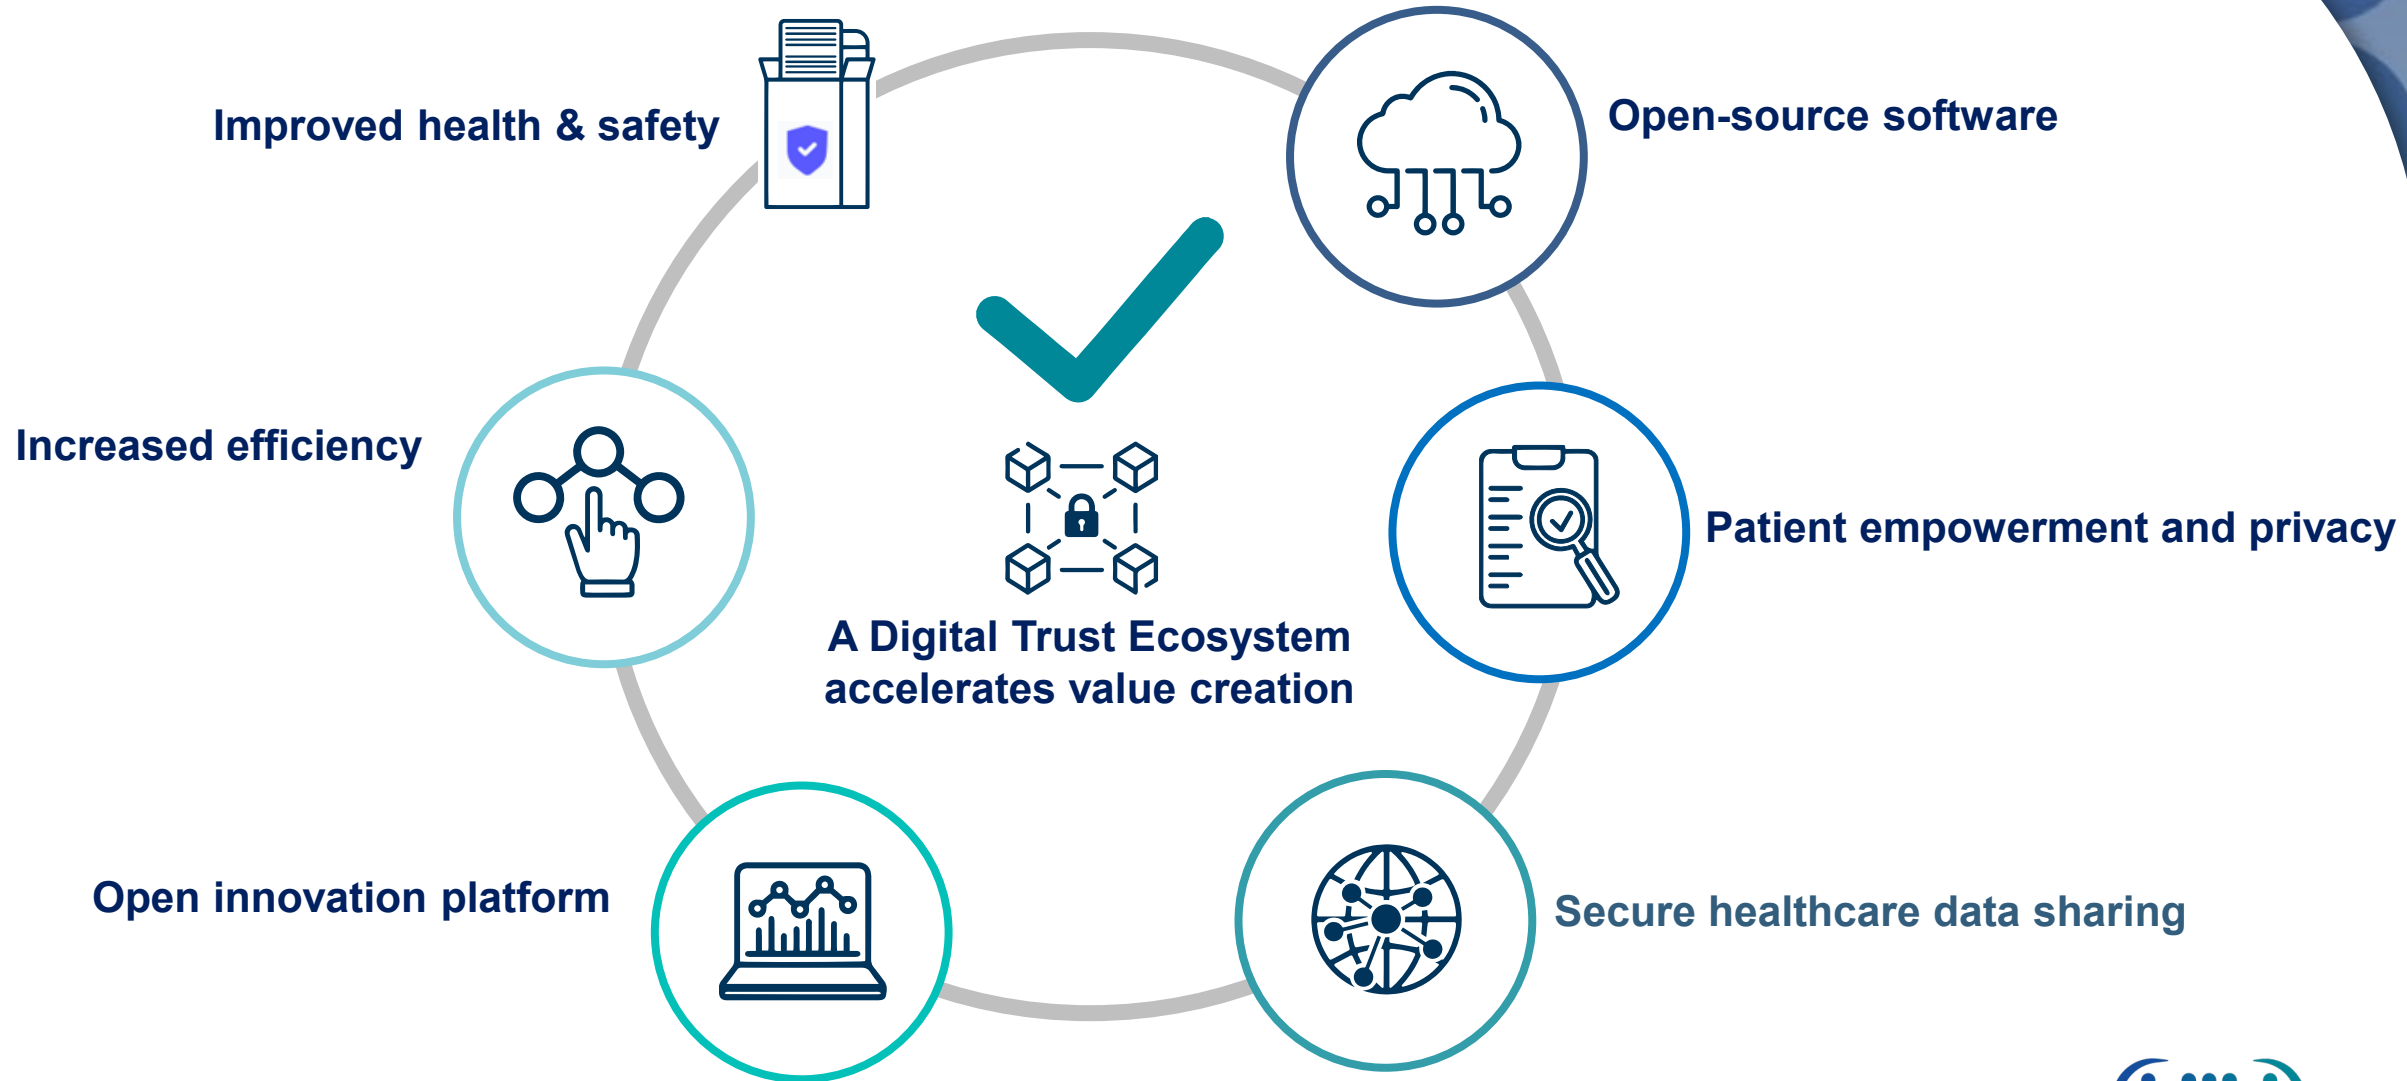 Improved health & safety
Open-source software
Increased efficiency
Patient empowerment and privacy
A Digital Trust Ecosystem
accelerates value creation
Open innovation platform
Secure healthcare data sharing